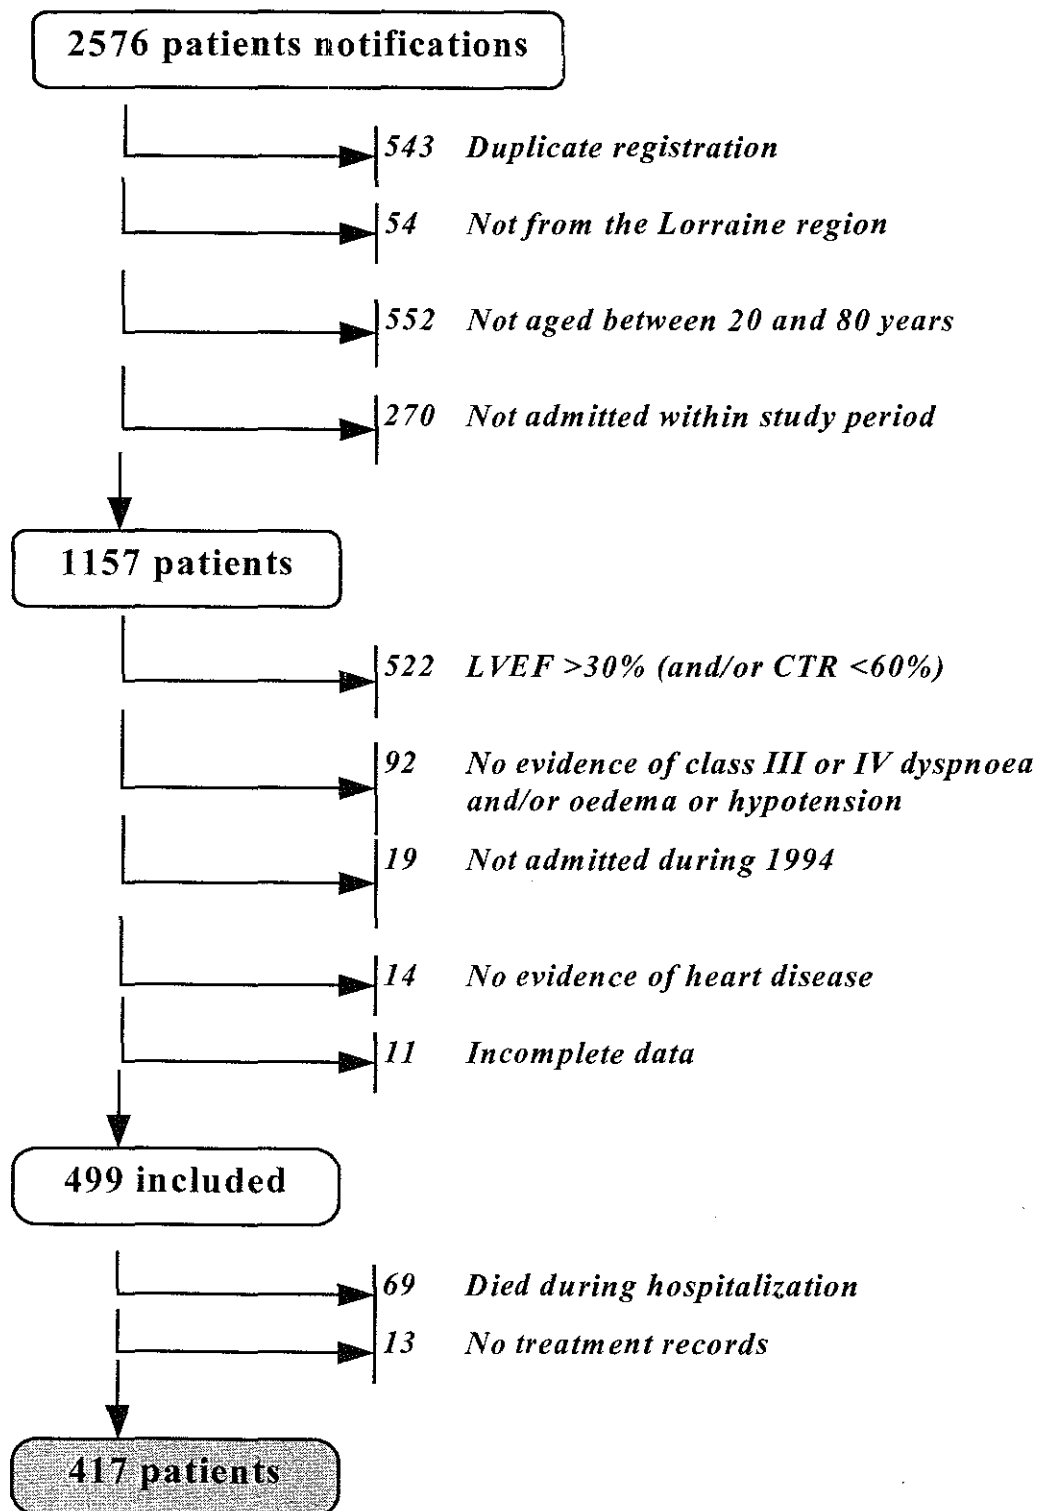 2576 patients notifications
543 Duplicate registration
54 Not from the Lorraine region
552 Not aged between 20 and 80 years
270 Not admitted within study period
1157 patients
522 LVEF >30% (and/or CTR <60%)
92 No evidence of class III or IV dyspnoea
and/or oedema or hypotension
19 Not admitted during 1994
14 No evidence of heart disease
11 Incomplete data
499 included
69 Died during hospitalization
13 No treatment records
417 patients